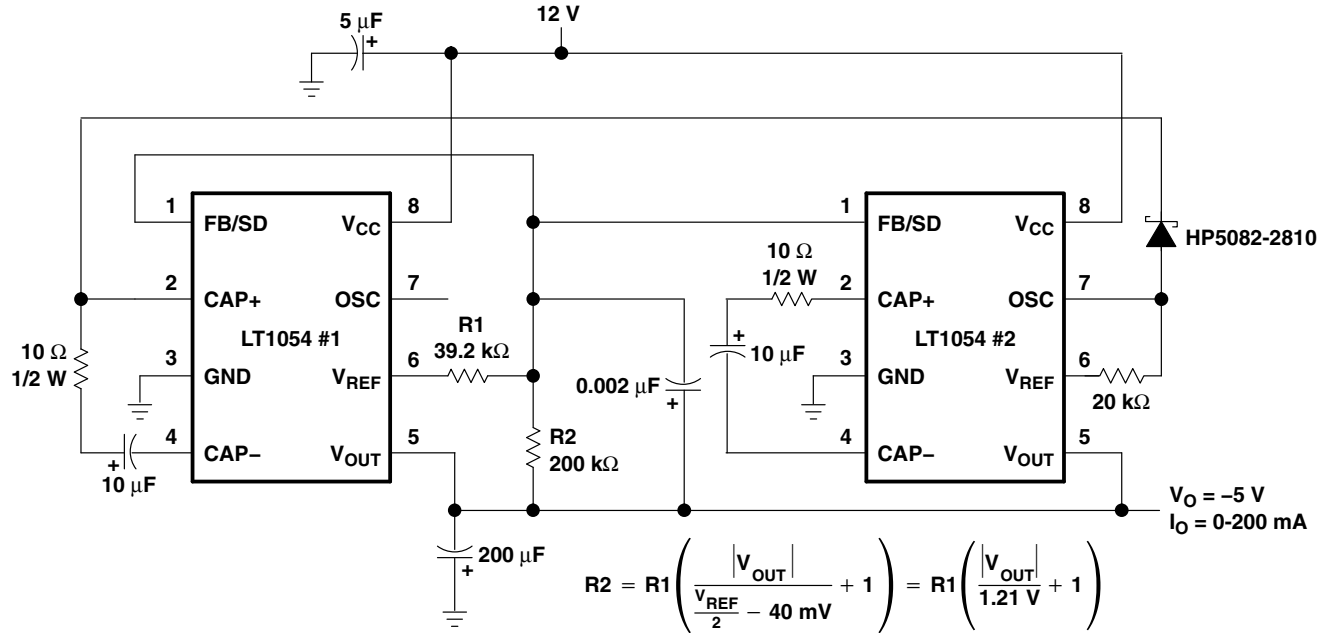 5 μF
+
12 V
1
FB/SD
VCC
8
2
CAP+
OSC
7
LT1054 #1
3
GND
VREF
6
4
CAP−
VOUT
5
10 Ω
1/2 W
+
10 μF
R1
39.2 kΩ
R2
200 kΩ
0.002 μF
+
200 μF
+
1
FB/SD
VCC
8
10 Ω
1/2 W
2
CAP+
OSC
7
LT1054 #2
+
10 μF
3
GND
VREF
6
4
CAP−
VOUT
5
HP5082-2810
20 kΩ
VO = −5 V
IO = 0-200 mA
R2 = R1(|VOUT| / (VREF/2 − 40 mV) + 1) = R1(|VOUT| / 1.21 V + 1)